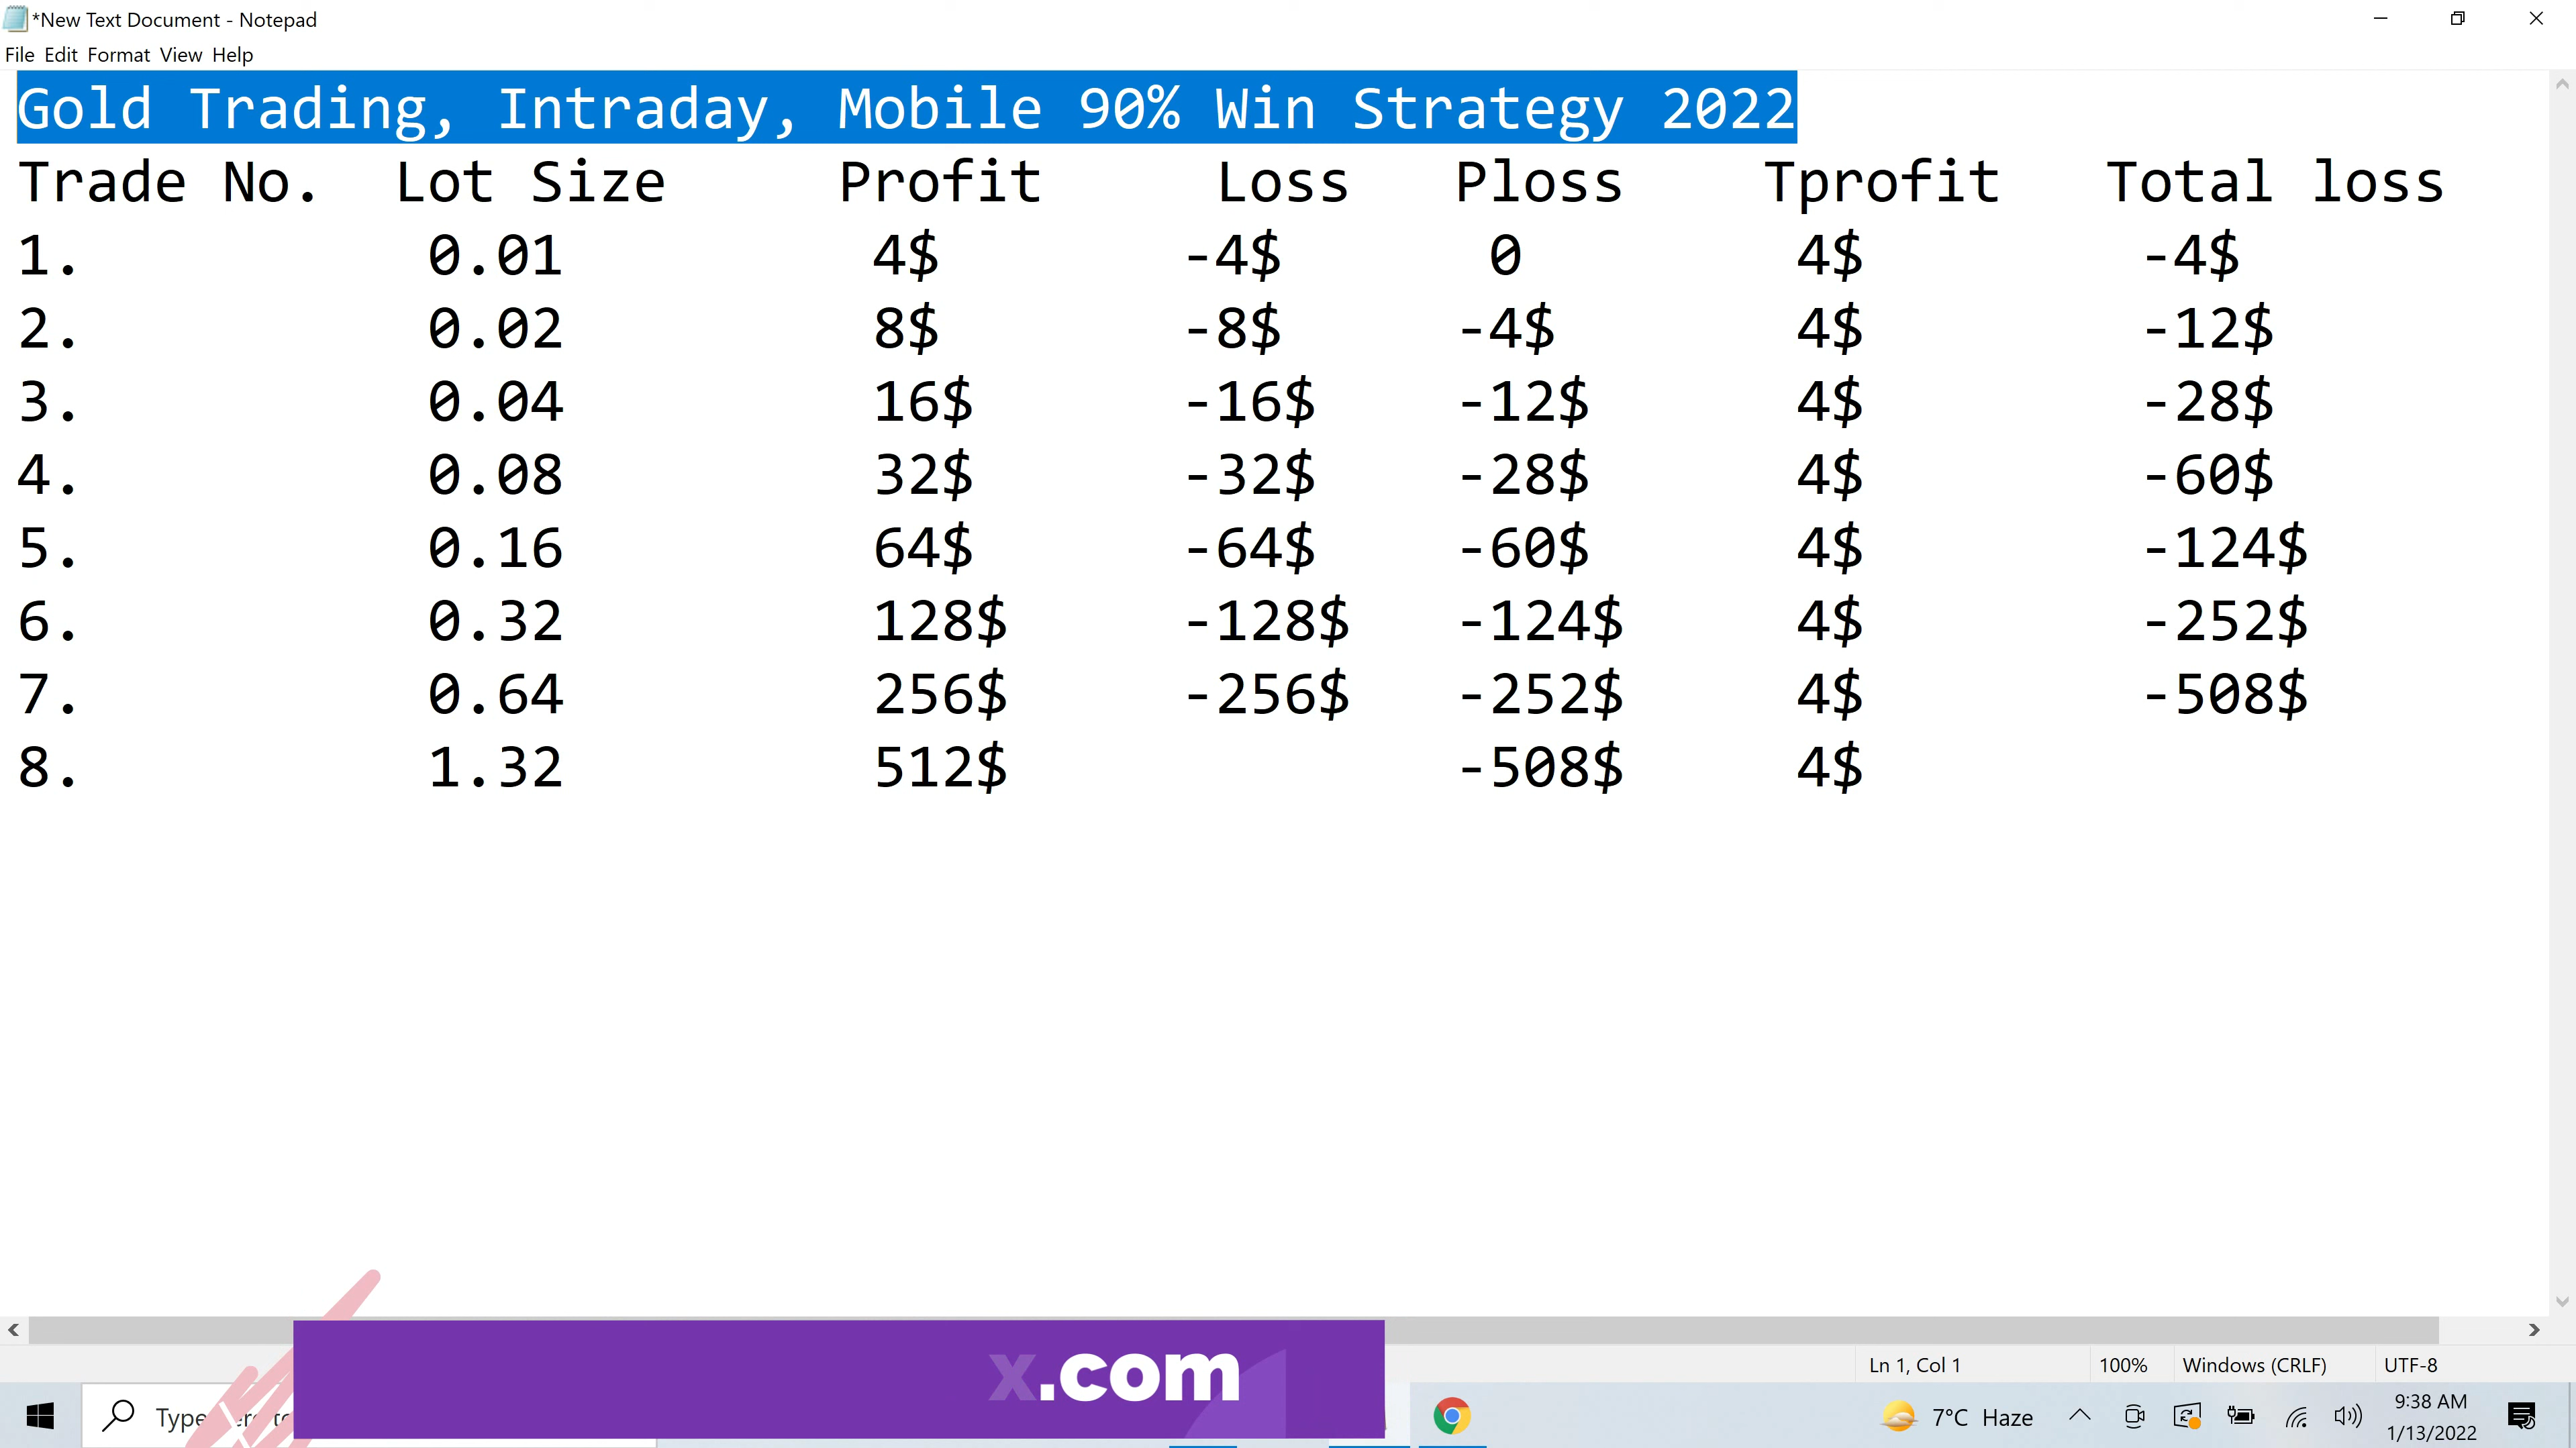 *New Text Document - Notepad
File Edit Format View Help
Gold Trading, Intraday, Mobile 90% Win Strategy 2022
Trade No. Lot Size Profit Loss Ploss Tprofit Total loss
1. 0.01 4$ -4$ 0 4$ -4$
2. 0.02 8$ -8$ -4$ 4$ -12$
3. 0.04 16$ -16$ -12$ 4$ -28$
4. 0.08 32$ -32$ -28$ 4$ -60$
5. 0.16 64$ -64$ -60$ 4$ -124$
6. 0.32 128$ -128$ -124$ 4$ -252$
7. 0.64 256$ -256$ -252$ 4$ -508$
8. 1.32 512$ -508$ 4$
Ln 1, Col 1 100% Windows (CRLF) UTF-8
x.com
Type
7°C Haze
9:38 AM
1/13/2022